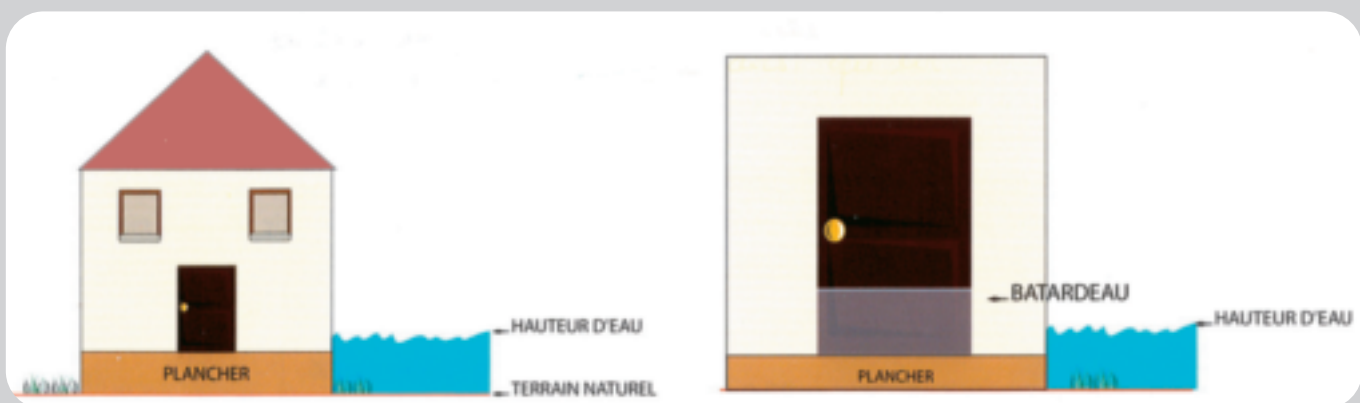 HAUTEUR D'EAU
PLANCHER
TERRAIN NATUREL
BATARDEAU
HAUTEUR D'EAU
PLANCHER